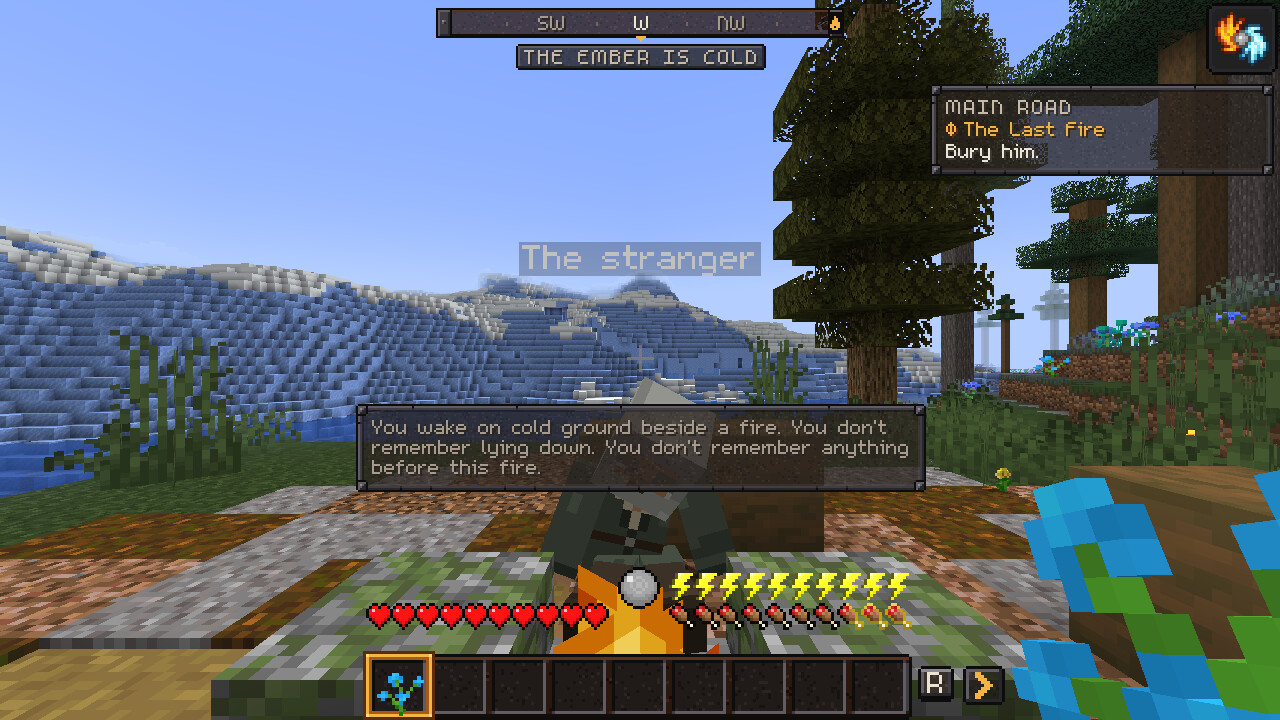 SW W NW
THE EMBER IS COLD
MAIN ROAD
The Last Fire
Bury him.
The stranger
You wake on cold ground beside a fire. You don't
remember lying down. You don't remember anything
before this fire.
R